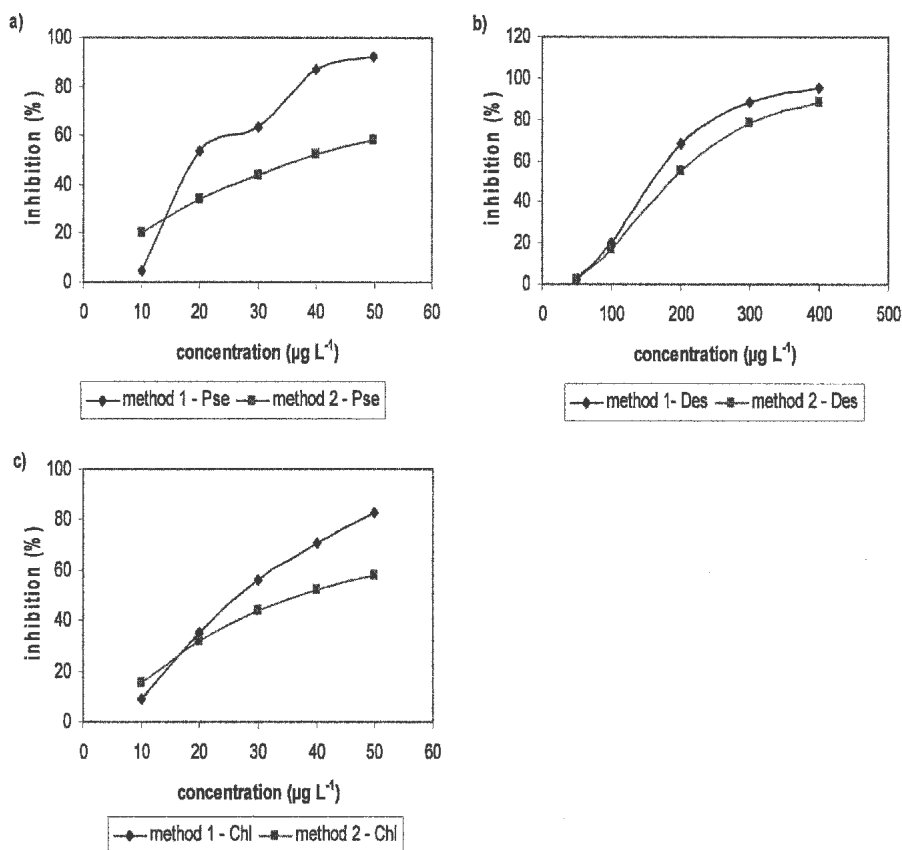 a)
inhibition (%)
100
80
60
40
20
0
0 10 20 30 40 50 60
concentration (µg L-1)
method 1 - Pse method 2 - Pse
b)
inhibition (%)
120
100
80
60
40
20
0
0 100 200 300 400 500
concentration (µg L-1)
method 1- Des method 2 - Des
c)
inhibition (%)
100
80
60
40
20
0
0 10 20 30 40 50 60
concentration (µg L-1)
method 1 - Chl method 2 - Chl